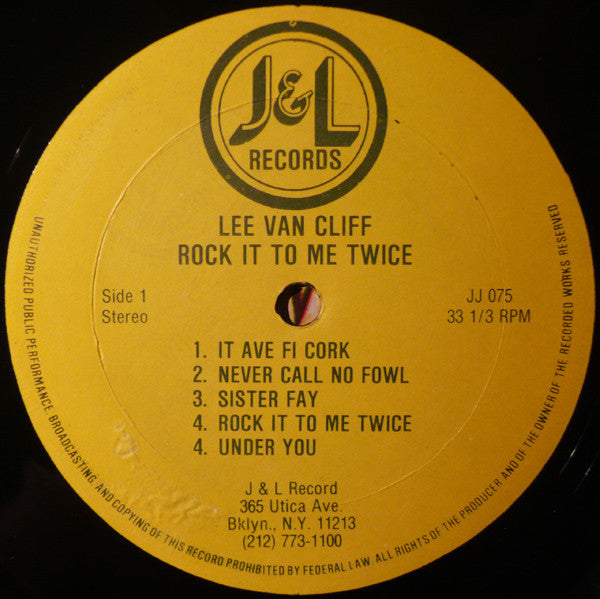 J&L
RECORDS
LEE VAN CLIFF
ROCK IT TO ME TWICE
Side 1
Stereo
JJ 075
33 1/3 RPM
1. IT AVE FI CORK
2. NEVER CALL NO FOWL
3. SISTER FAY
4. ROCK IT TO ME TWICE
4. UNDER YOU
J & L Record
365 Utica Ave.
Bklyn., N.Y. 11213
(212) 773-1100
UNAUTHORIZED PUBLIC PERFORMANCE, BROADCASTING, AND COPYING OF THIS RECORD PROHIBITED BY FEDERAL LAW. ALL RIGHTS OF THE PRODUCER AND OF THE OWNER OF THE RECORDED WORKS RESERVED